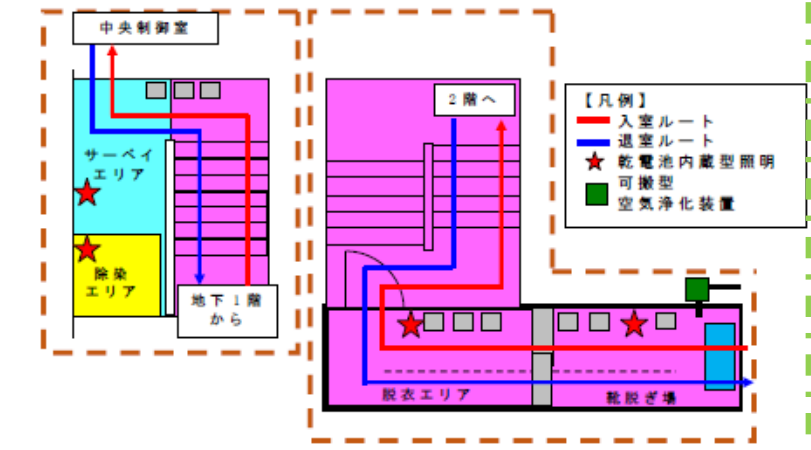 中央制御室
サーベイ
エリア
除染
エリア
地下1階
から
2階へ
脱衣エリア
靴脱ぎ場
【凡例】
入室ルート
退室ルート
乾電池内蔵型照明
可搬型
空気浄化装置